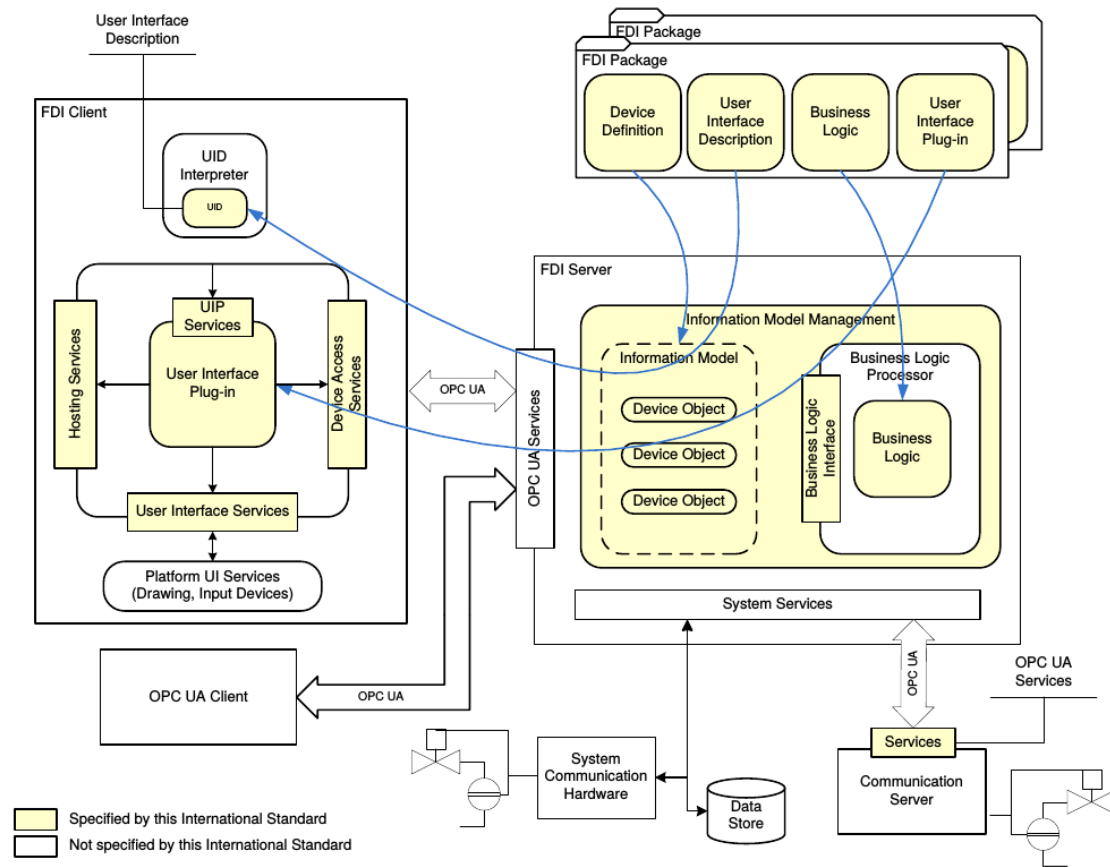 User Interface
Description
FDI Package
FDI Package
Device
Definition
User
Interface
Description
Business
Logic
User
Interface
Plug-in
FDI Client
UID
Interpreter
UID
UIP
Services
Hosting Services
User Interface
Plug-in
Device Access
Services
User Interface Services
Platform UI Services
(Drawing, Input Devices)
OPC UA
OPC UA Services
FDI Server
Information Model Management
Information Model
Device Object
Device Object
Device Object
Business Logic
Processor
Business Logic
Interface
Business
Logic
System Services
OPC UA Client
OPC UA
OPC UA
OPC UA
Services
Services
Communication
Server
System
Communication
Hardware
Data
Store
Specified by this International Standard
Not specified by this International Standard